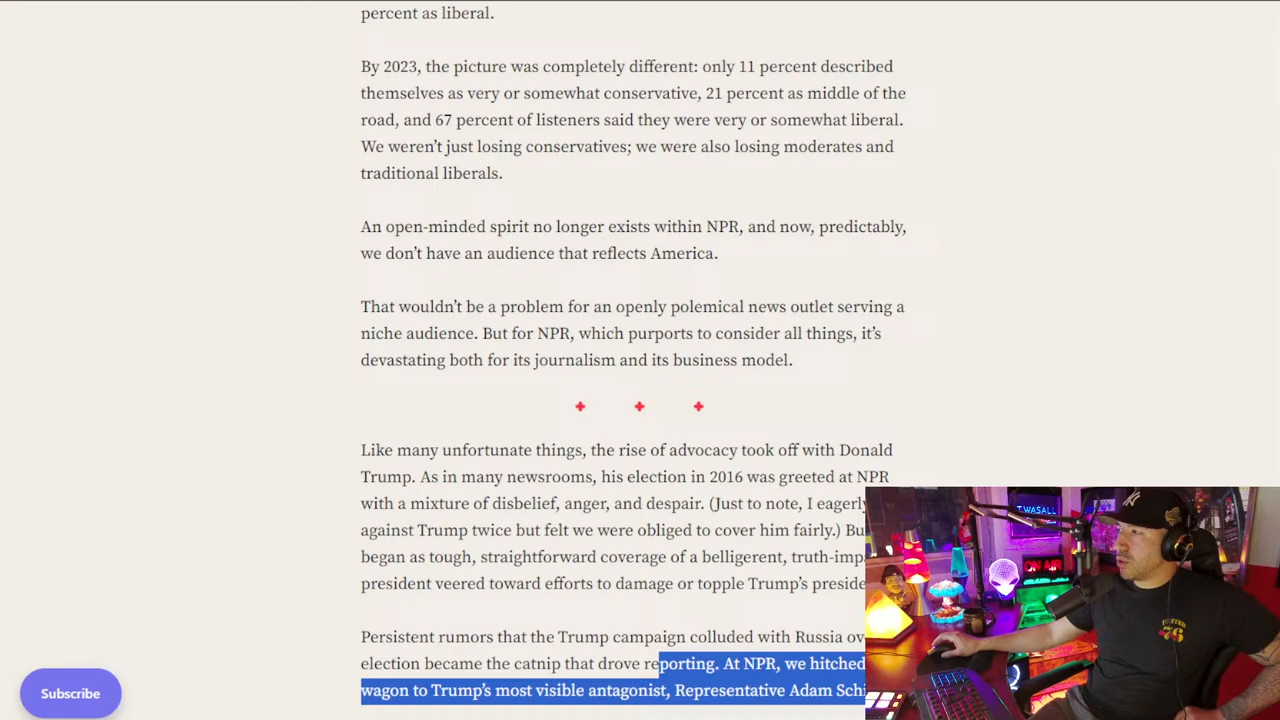 percent as liberal.
By 2023, the picture was completely different: only 11 percent described
themselves as very or somewhat conservative, 21 percent as middle of the
road, and 67 percent of listeners said they were very or somewhat liberal.
We weren’t just losing conservatives; we were also losing moderates and
traditional liberals.
An open-minded spirit no longer exists within NPR, and now, predictably,
we don’t have an audience that reflects America.
That wouldn’t be a problem for an openly polemical news outlet serving a
niche audience. But for NPR, which purports to consider all things, it’s
devastating both for its journalism and its business model.
Like many unfortunate things, the rise of advocacy took off with Donald
Trump. As in many newsrooms, his election in 2016 was greeted at NPR
with a mixture of disbelief, anger, and despair. (Just to note, I eagerly
against Trump twice but felt we were obliged to cover him fairly.)
began as tough, straightforward coverage of a belligerent,
president veered toward efforts to damage or topple Trump’s
Persistent rumors that the Trump campaign colluded with Russia
election became the catnip that drove reporting. At NPR, we hitched
wagon to Trump’s most visible antagonist, Representative Adam
Subscribe
ON AIR
76